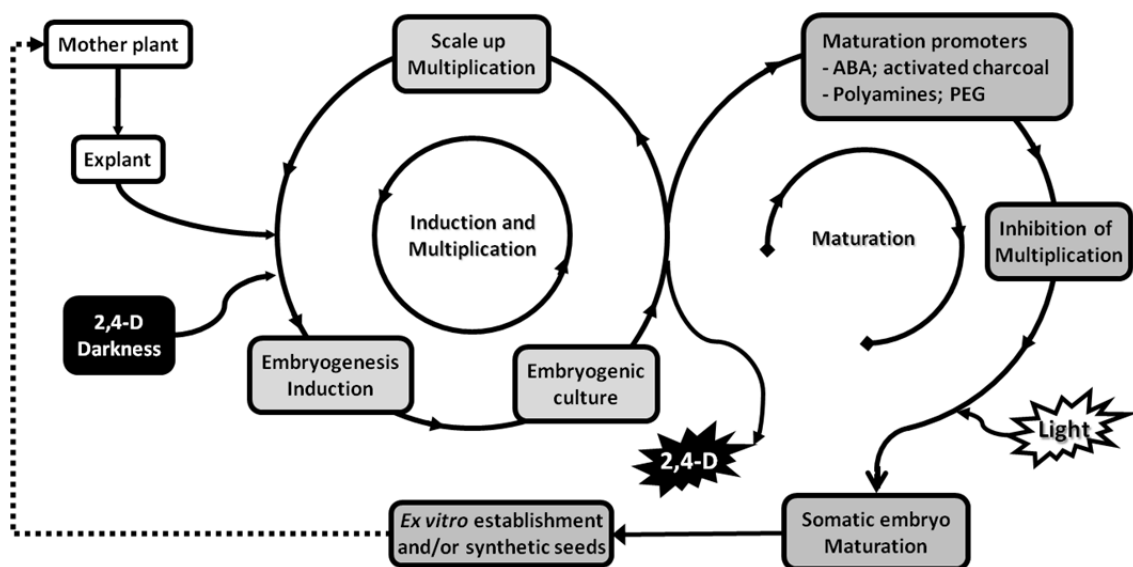 Mother plant
Explant
2,4-D
Darkness
Scale up
Multiplication
Induction and
Multiplication
Embryogenesis
Induction
Embryogenic
culture
2,4-D
Maturation promoters
- ABA; activated charcoal
- Polyamines; PEG
Maturation
Inhibition of
Multiplication
Light
Somatic embryo
Maturation
Ex vitro establishment
and/or synthetic seeds